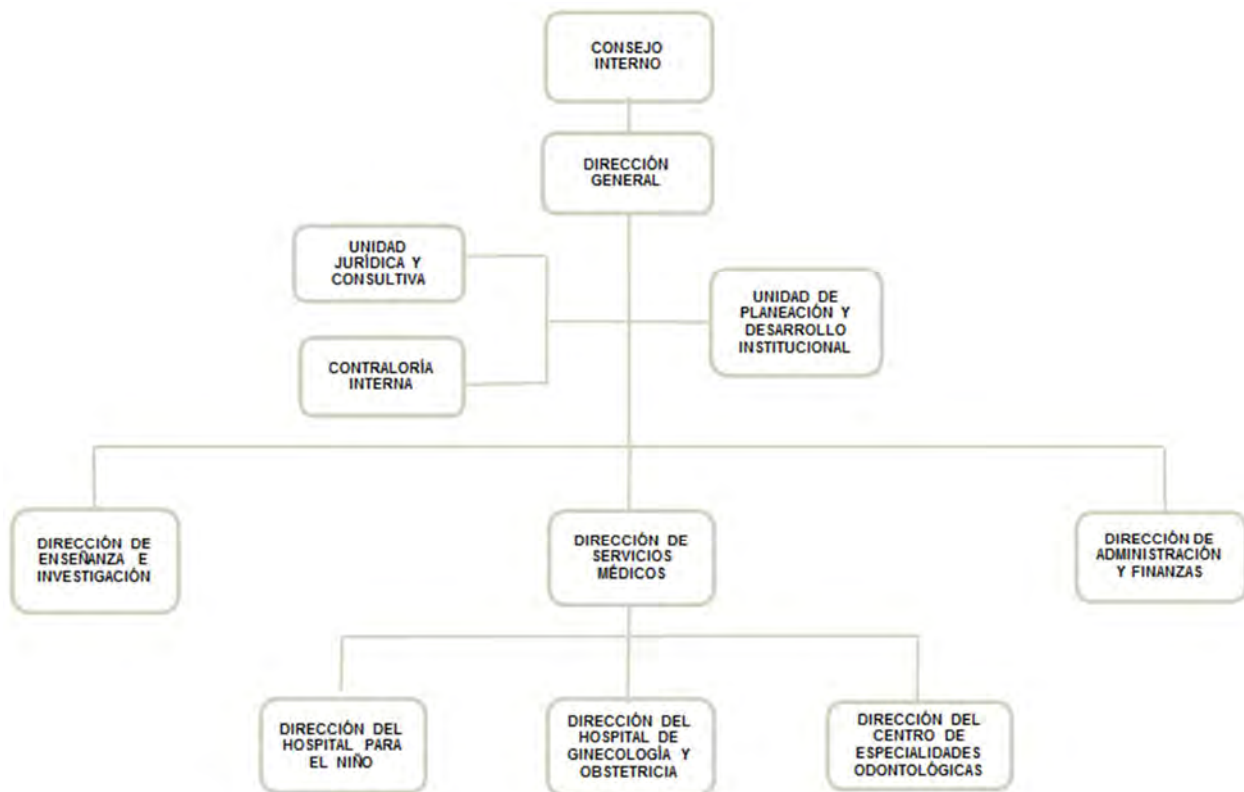 CONSEJO
INTERNO
DIRECCIÓN
GENERAL
UNIDAD
JURÍDICA Y
CONSULTIVA
UNIDAD DE
PLANEACIÓN Y
DESARROLLO
INSTITUCIONAL
CONTRALORÍA
INTERNA
DIRECCIÓN DE
ENSEÑANZA E
INVESTIGACIÓN
DIRECCIÓN DE
SERVICIOS
MÉDICOS
DIRECCIÓN DE
ADMINISTRACIÓN
Y FINANZAS
DIRECCIÓN DEL
HOSPITAL PARA
EL NIÑO
DIRECCIÓN DEL
HOSPITAL DE
GINECOLOGÍA Y
OBSTETRICIA
DIRECCIÓN DEL
CENTRO DE
ESPECIALIDADES
ODONTOLÓGICAS